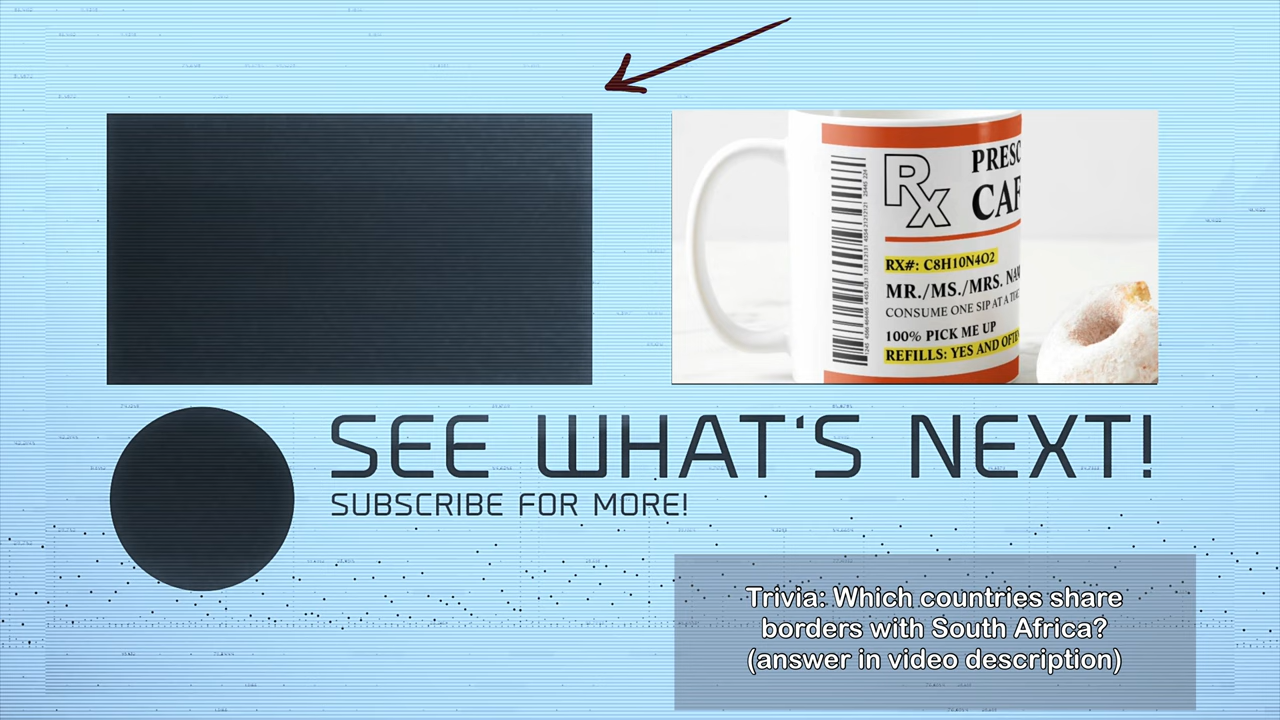 Rx
PRESC
CAF
RX#: C8H10N4O2
MR./MS./MRS. NA
CONSUME ONE SIP AT A
100% PICK ME UP
REFILLS: YES AND OFTE
SEE WHAT'S NEXT!
SUBSCRIBE FOR MORE!
Trivia: Which countries share
borders with South Africa?
(answer in video description)